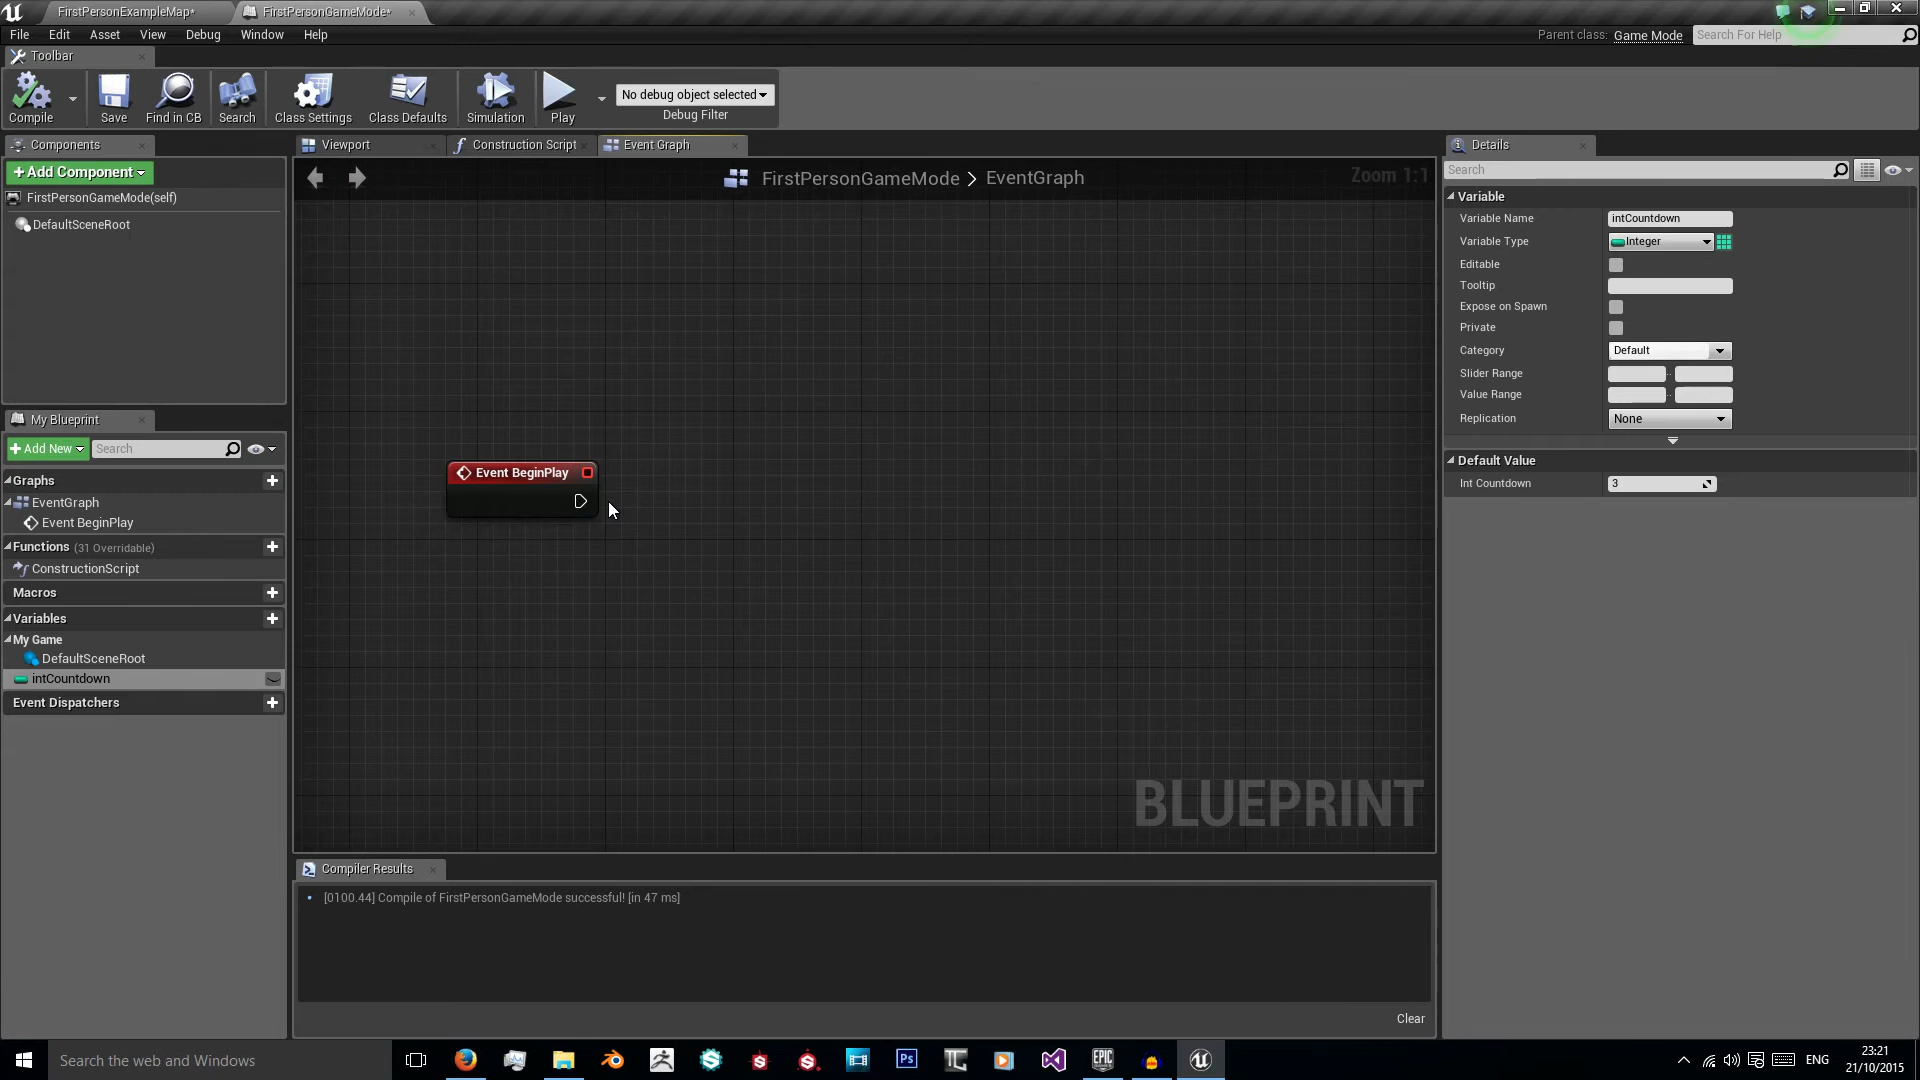 FirstPersonExampleMap*
FirstPersonGameMode*
File Edit Asset View Debug Window Help
Parent class: Game Mode
Search For Help
Toolbar
Compile
Save
Find in CB
Search
Class Settings
Class Defaults
Simulation
Play
No debug object selected
Debug Filter
Components
+Add Component
FirstPersonGameMode(self)
DefaultSceneRoot
My Blueprint
+Add New
Search
Graphs
EventGraph
Event BeginPlay
Functions (31 Overridable)
ConstructionScript
Macros
Variables
My Game
DefaultSceneRoot
intCountdown
Event Dispatchers
Viewport
Construction Script
Event Graph
FirstPersonGameMode > EventGraph
Zoom 1:1
Event BeginPlay
BLUEPRINT
Compiler Results
[0100.44] Compile of FirstPersonGameMode successful! [in 47 ms]
Clear
Details
Search
Variable
Variable Name intCountdown
Variable Type Integer
Editable
Tooltip
Expose on Spawn
Private
Category Default
Slider Range
Value Range
Replication None
Default Value
Int Countdown 3
Search the web and Windows
Ps
EPIC
ENG
23:21
21/10/2015